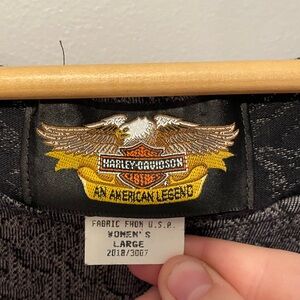 MOTOR
HARLEY-DAVIDSON
CYCLES
AN AMERICAN LEGEND
FABRIC FROM U.S.A.
WOMEN'S
LARGE
2018/3007